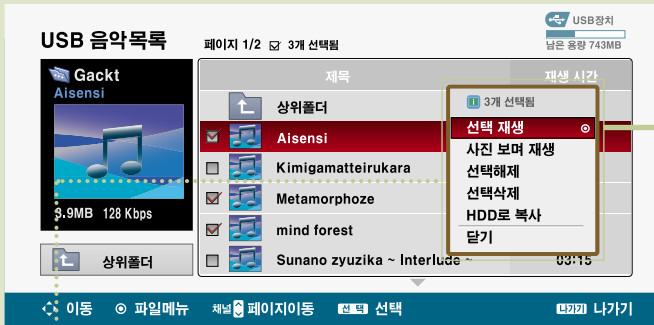 USB장치
남은 용량 743MB
USB 음악목록
페이지 1/2 3개 선택됨
Gackt
Aisensi
3.9MB 128 Kbps
상위폴더
제목 재생 시간
상위폴더
Aisensi
Kimigamatteirukara
Metamorphoze
mind forest
Sunano zyuzika ~ Interlude ~ 03:15
3개 선택됨
선택 재생
사진 보며 재생
선택해제
선택삭제
HDD로 복사
닫기
이동 파일메뉴 채널 페이지이동 선택 선택 나가기 나가기